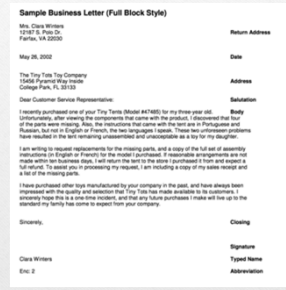 Sample Business Letter (Full Block Style)
Mrs. Clara Winters
12187 S. Polo Dr.
Fairfax, VA 22030
Return Address
May 26, 2002
Date
The Tiny Tots Toy Company
15456 Pyramid Way Inside
College Park, FL 33133
Address
Dear Customer Service Representative:
Salutation
I recently purchased one of your Tiny Tents (Model #47485) for my three year old.
Body
Unfortunately, after viewing the components that came with the product, I discovered that four
of the parts were missing. Also, the instructions that came with the tent are in Portuguese and
Russian, but not in English or French, the two languages I speak. These two unforeseen problems
have resulted in the tent remaining unassembled and unacceptable as a toy for my daughter.
I am writing to request replacements for the missing parts, and a copy of the full set of assembly
instructions (in English or French) for the model I purchased. If reasonable arrangements are not
made within ten business days, I will return the tent to the store I purchased it from and expect a
full refund. To assist you in processing my request, I am including a copy of my sales receipt and
a list of the missing parts.
I have purchased other toys manufactured by your company in the past, and have always been
impressed with the quality and selection that Tiny Tots has made available to its customers. I
sincerely hope this is a one-time incident, and that any future purchases I make will live up to the
standard my family has come to expect from your company.
Sincerely,
Closing
Signature
Clara Winters
Typed Name
Enc: 2
Abbreviation